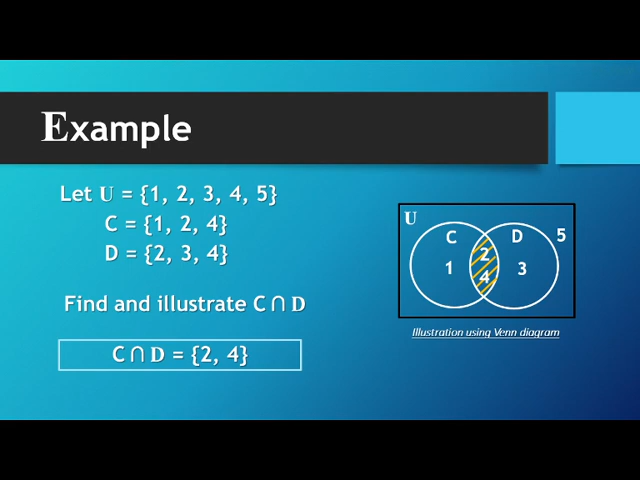 Example
Let U = {1, 2, 3, 4, 5}
C = {1, 2, 4}
D = {2, 3, 4}
Find and illustrate C ∩ D
C ∩ D = {2, 4}
U
C D 5
1 2 3
4
Illustration using Venn diagram